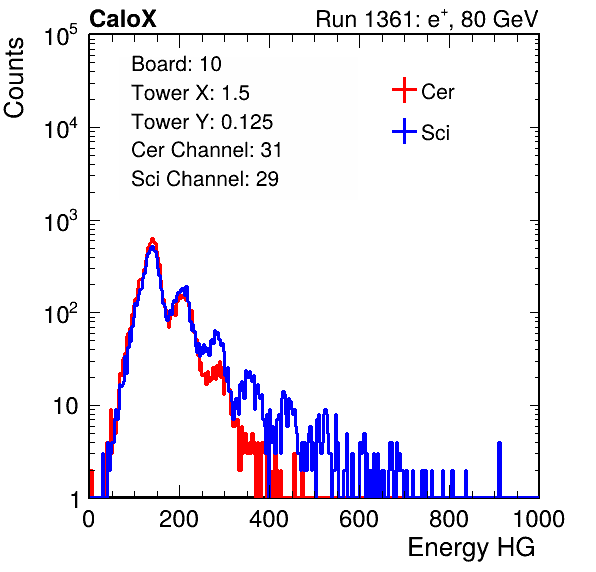 CaloX Run 1361: e⁺, 80 GeV
Counts
10⁵
10⁴
10³
10²
10
1
Board: 10
Tower X: 1.5
Tower Y: 0.125
Cer Channel: 31
Sci Channel: 29
Cer
Sci
0 200 400 600 800 1000
Energy HG